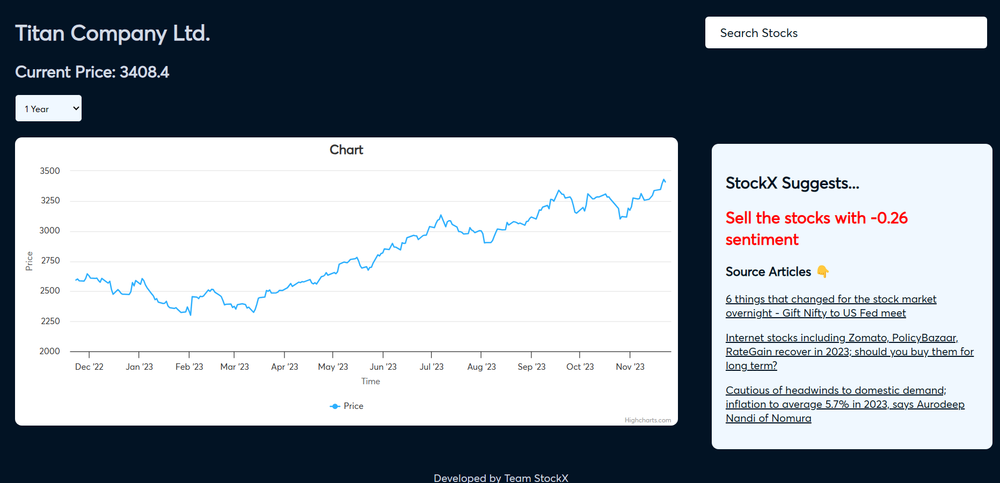 Titan Company Ltd.
Search Stocks
Current Price: 3408.4
1 Year
Chart
3500
3250
3000
2750
2500
2250
2000
Price
Dec '22
Jan '23
Feb '23
Mar '23
Apr '23
May '23
Jun '23
Jul '23
Aug '23
Sep '23
Oct '23
Nov '23
Time
Price
Highcharts.com
StockX Suggests...
Sell the stocks with -0.26
sentiment
Source Articles 👇
6 things that changed for the stock market
overnight - Gift Nifty to US Fed meet
Internet stocks including Zomato, PolicyBazaar,
RateGain recover in 2023; should you buy them for
long term?
Cautious of headwinds to domestic demand;
inflation to average 5.7% in 2023, says Aurodeep
Nandi of Nomura
Developed by Team StockX